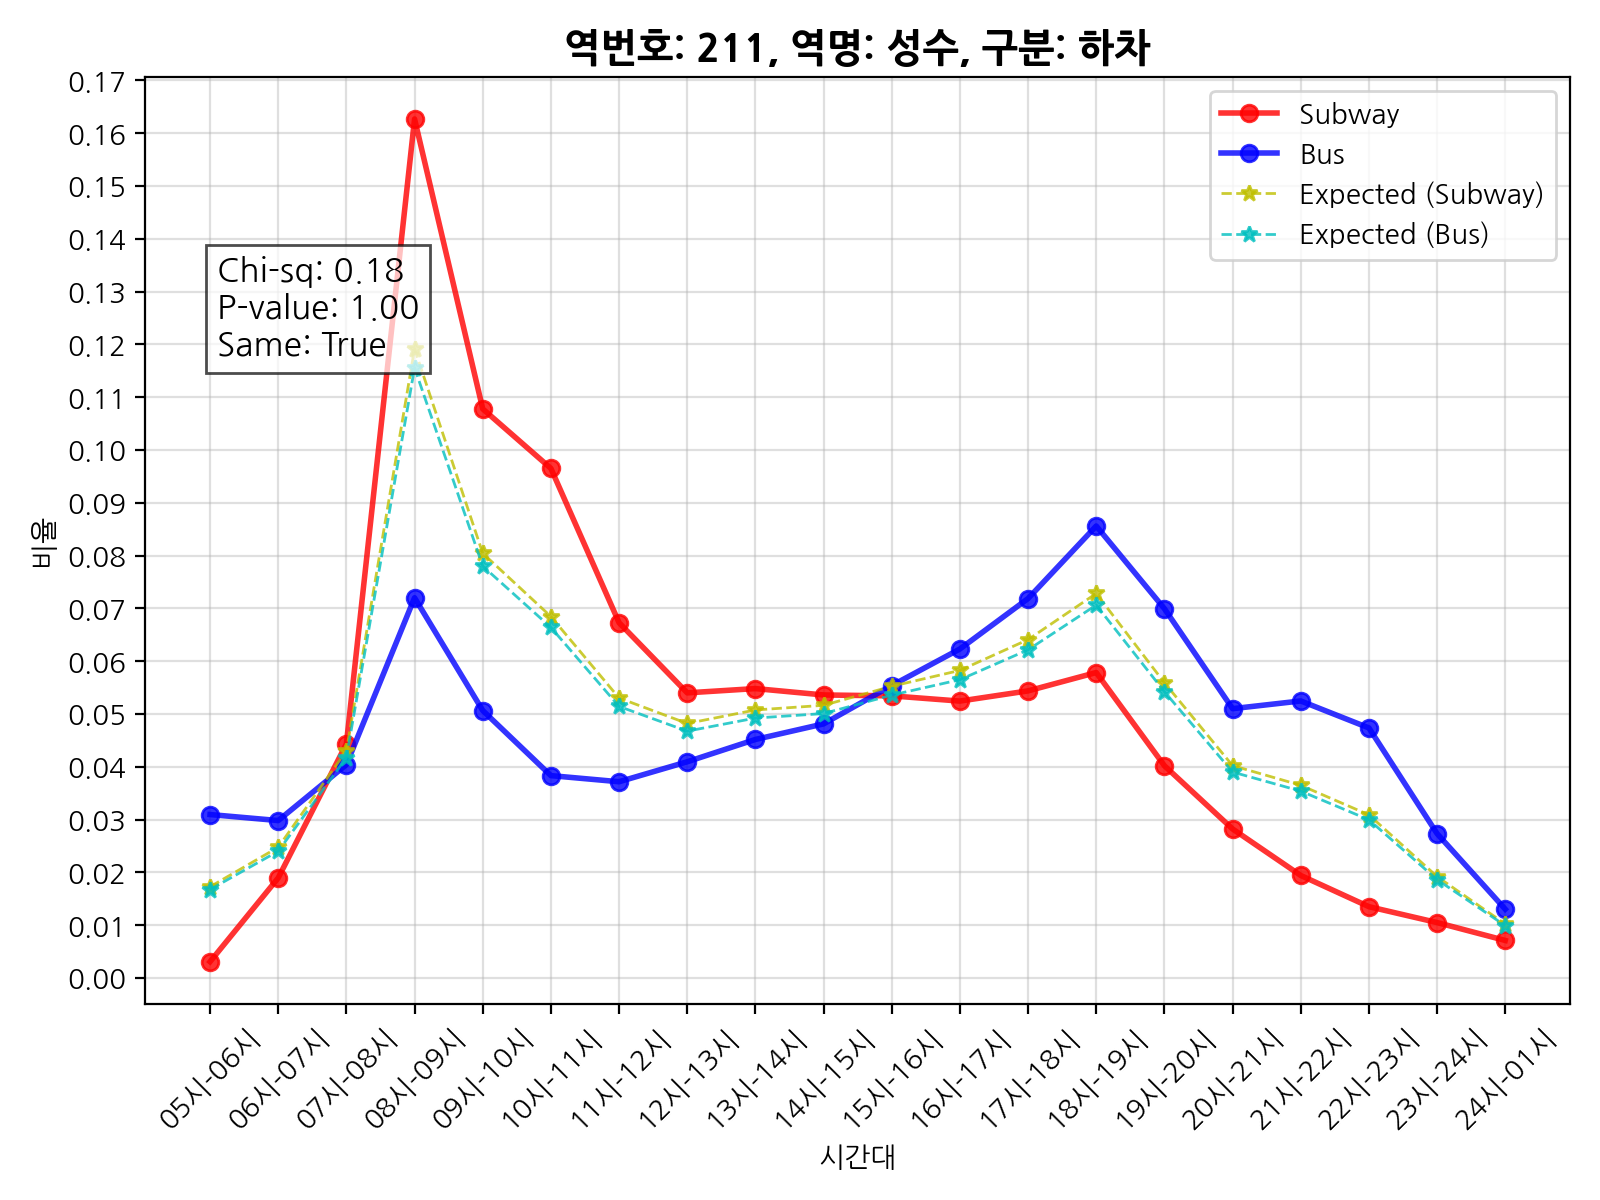 역번호: 211, 역명: 성수, 구분: 하차
0.17
0.16
0.15
0.14
0.13
0.12
0.11
0.10
0.09
0.08
0.07
0.06
0.05
0.04
0.03
0.02
0.01
0.00
비율
Subway
Bus
Expected (Subway)
Expected (Bus)
Chi-sq: 0.18
P-value: 1.00
Same: True
05시-06시
06시-07시
07시-08시
08시-09시
09시-10시
10시-11시
11시-12시
12시-13시
13시-14시
14시-15시
15시-16시
16시-17시
17시-18시
18시-19시
19시-20시
20시-21시
21시-22시
22시-23시
23시-24시
24시-01시
시간대